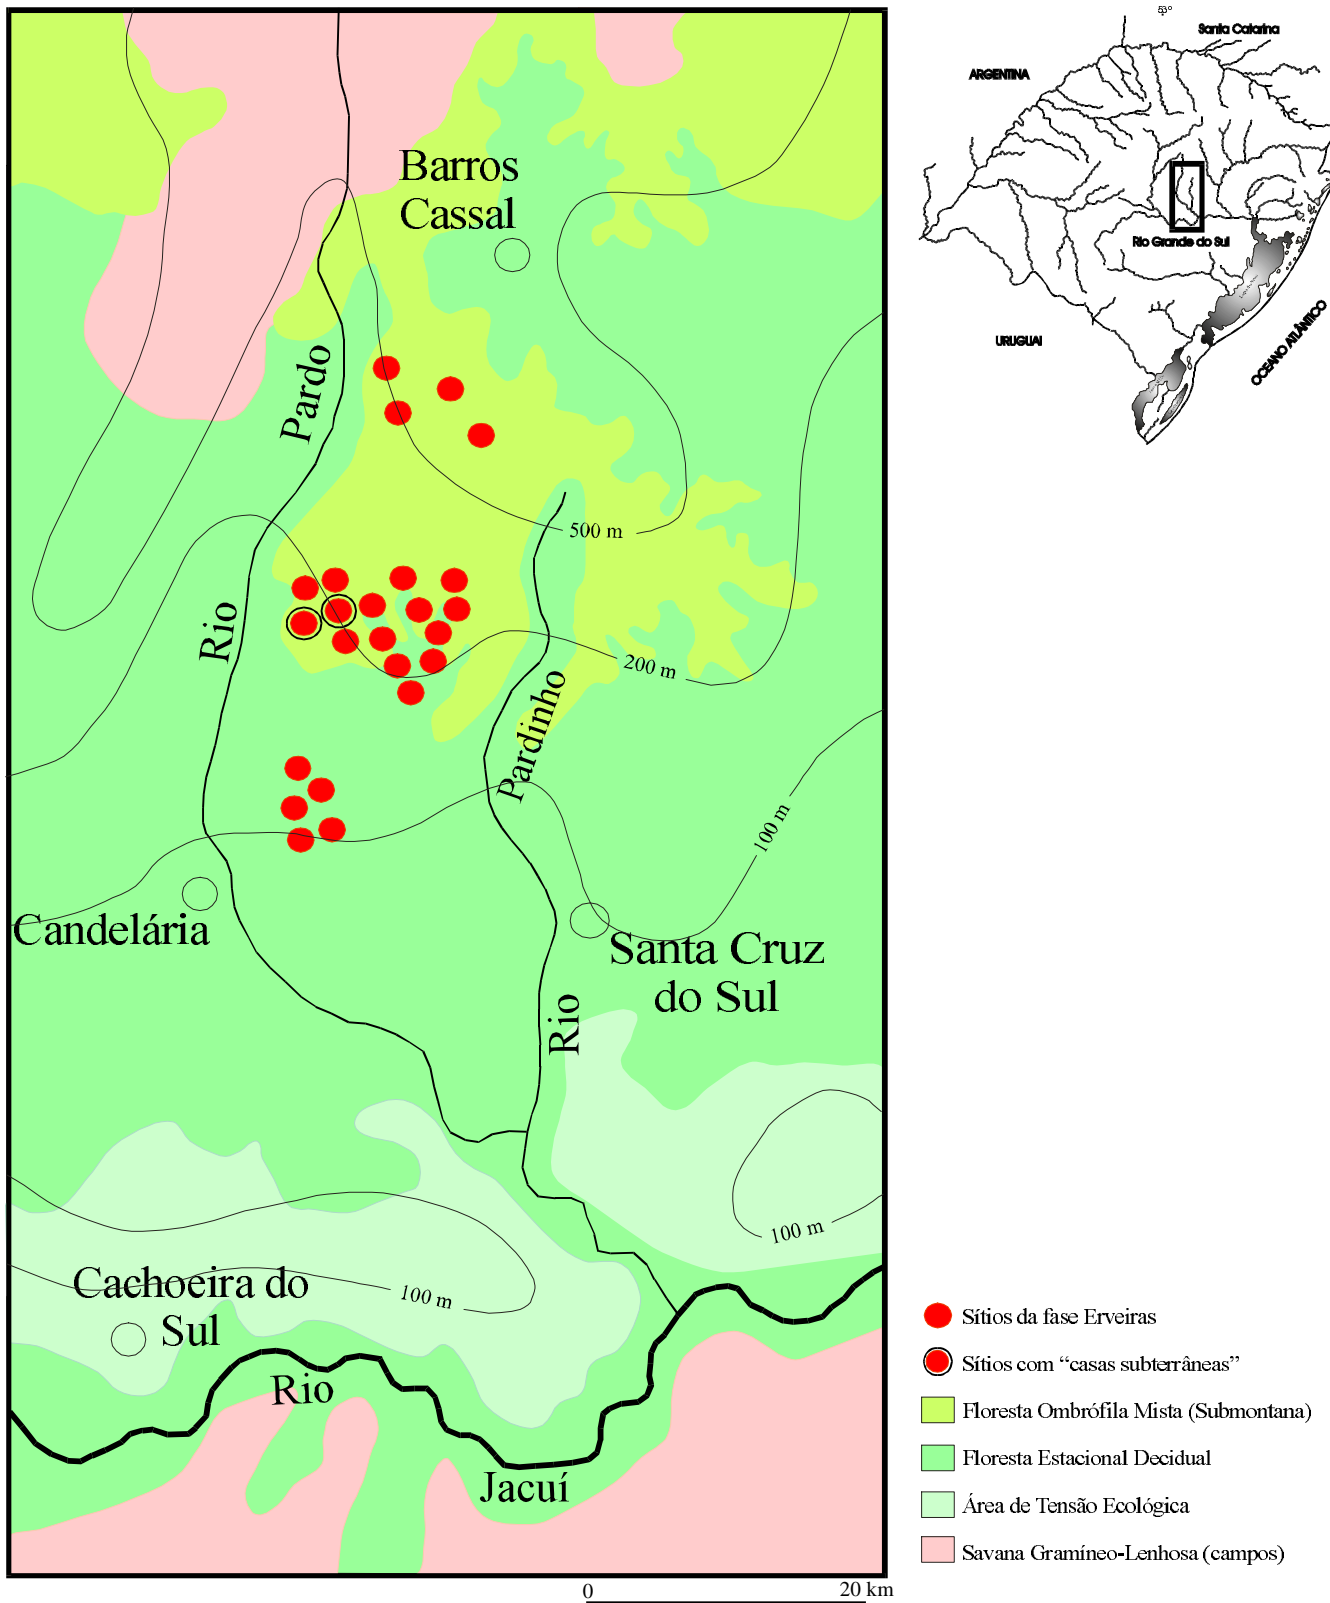 Barros
Cassal
Pardo
Rio
500 m
200 m
Pardinho
100 m
Candelária
Santa Cruz
do Sul
Rio
100 m
Cachoeira do
Sul
100 m
Rio
Jacuí
0
20 km
53°
Santa Catarina
ARGENTINA
Rio Grande do Sul
URUGUAI
OCEANO ATLÂNTICO
Sítios da fase Erveiras
Sítios com “casas subterrâneas”
Floresta Ombrófila Mista (Submontana)
Floresta Estacional Decidual
Área de Tensão Ecológica
Savana Gramíneo-Lenhosa (campos)